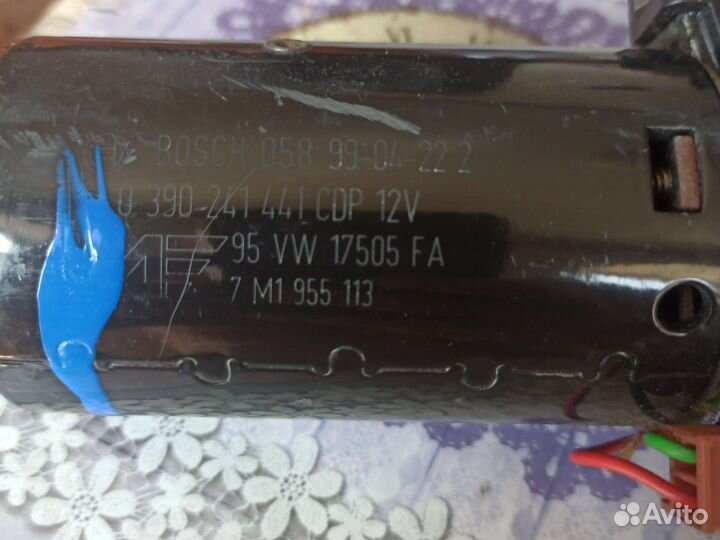 BOSCH 058 99-04-22 2
0 390-241 441 CDP 12V
95 VW 17505 FA
7 M1 955 113
Avito